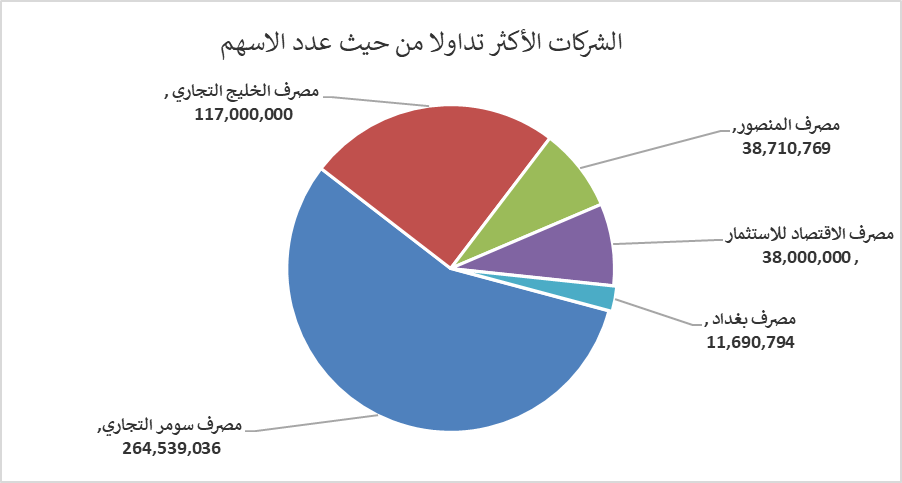 الشركات الأكثر تداولا من حيث عدد الاسهم
مصرف الخليج التجاري ,
117,000,000
مصرف المنصور,
38,710,769
مصرف الاقتصاد للاستثمار
, 38,000,000
مصرف بغداد ,
11,690,794
مصرف سومر التجاري,
264,539,036